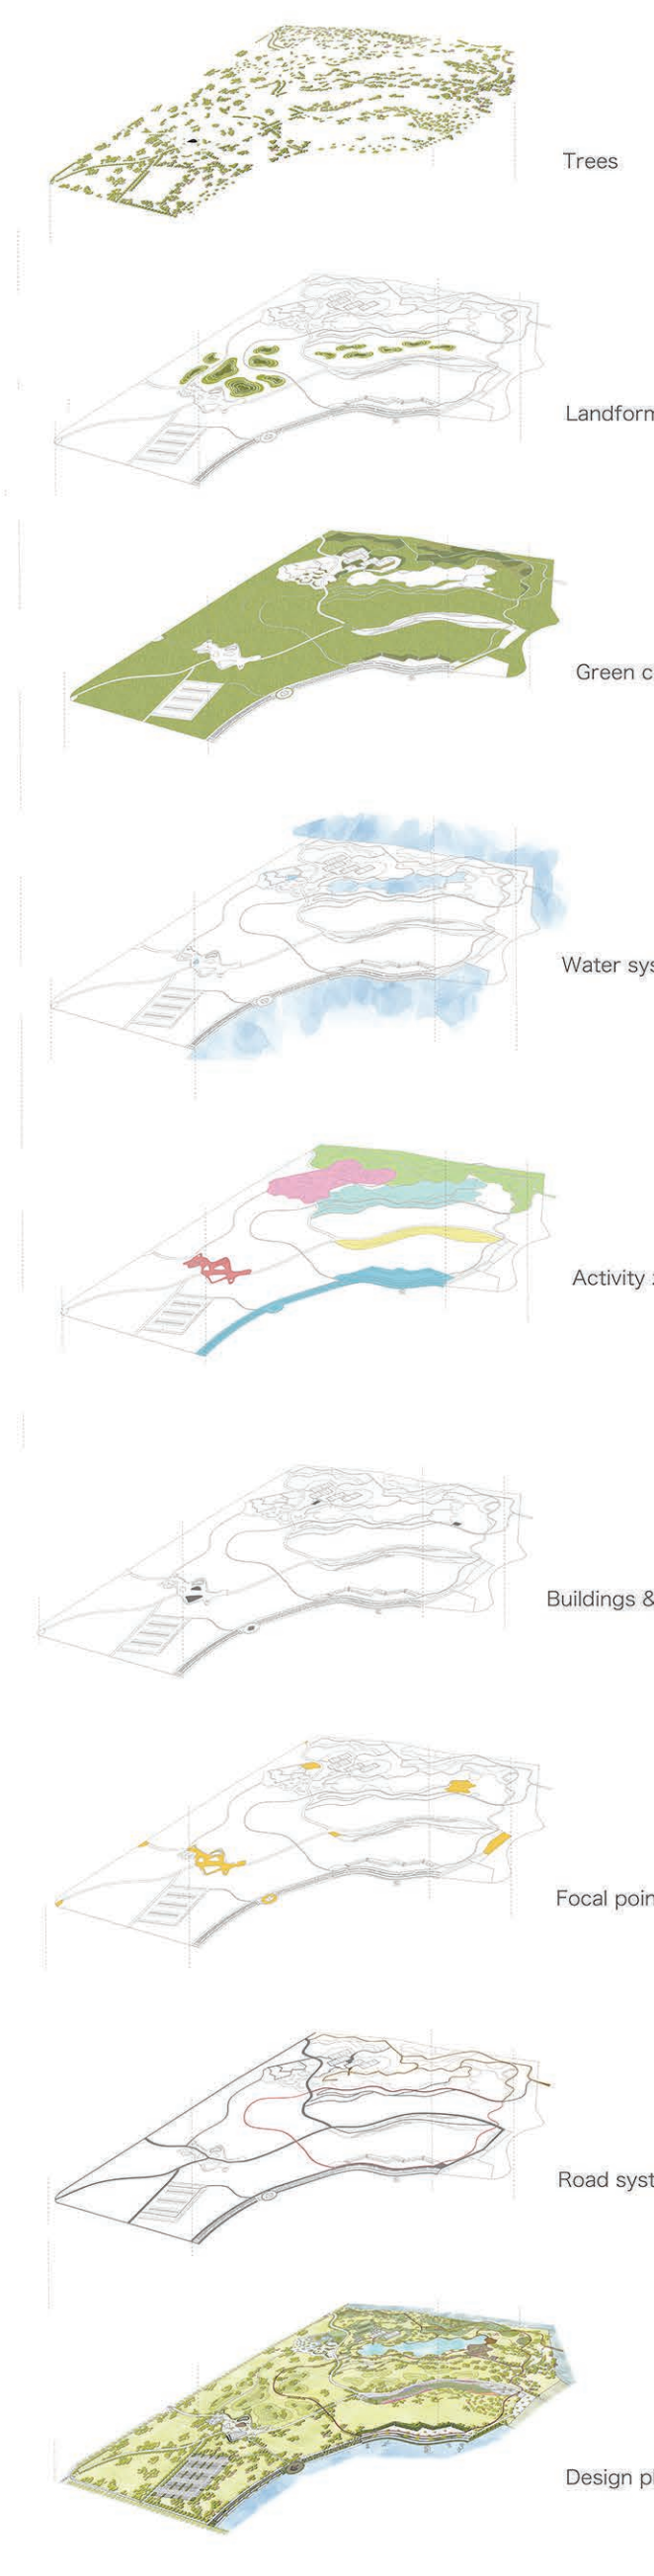 Trees
Landform
Green c
Water sys
Activity
Buildings &
Focal poin
Road syst
Design pl